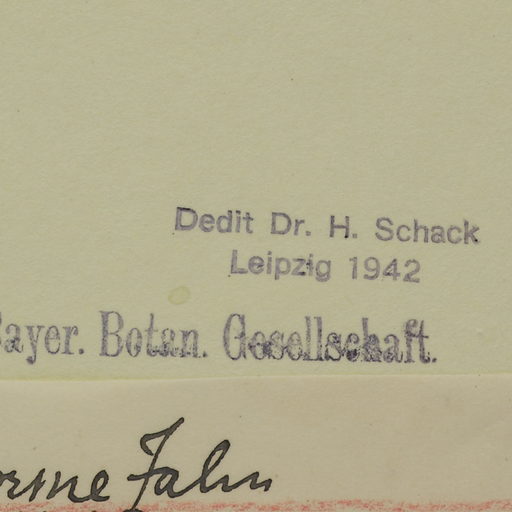 Dedit Dr. H. Schack
Leipzig 1942
Bayer. Botan. Gesellschaft.